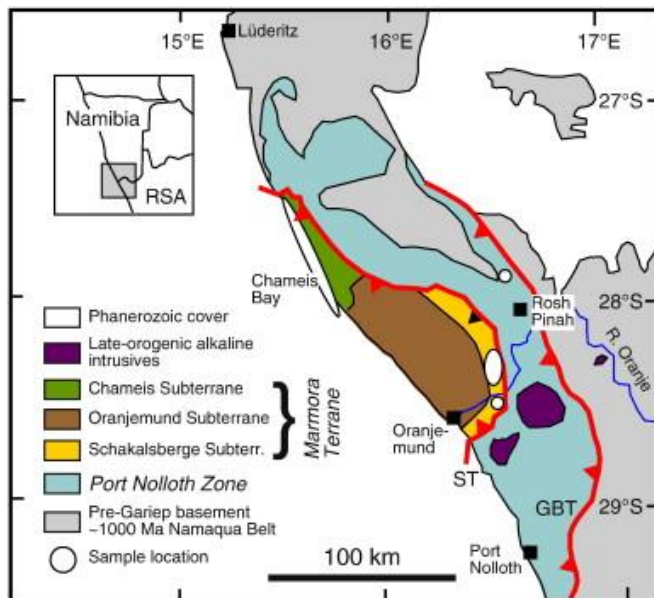 15°E
Lüderitz
16°E
17°E
27°S
Namibia
RSA
Chameis
Bay
Rosh
Pinah
28°S
R. Oranje
Phanerozoic cover
Late-orogenic alkaline
intrusives
Chameis Subterrane
Oranjemund Subterrane
Schakalsberge Subterr.
Marmora
Terrane
Port Nolloth Zone
Pre-Gariep basement
~1000 Ma Namaqua Belt
Sample location
Oranje-
mund
ST
GBT
29°S
100 km
Port
Nolloth